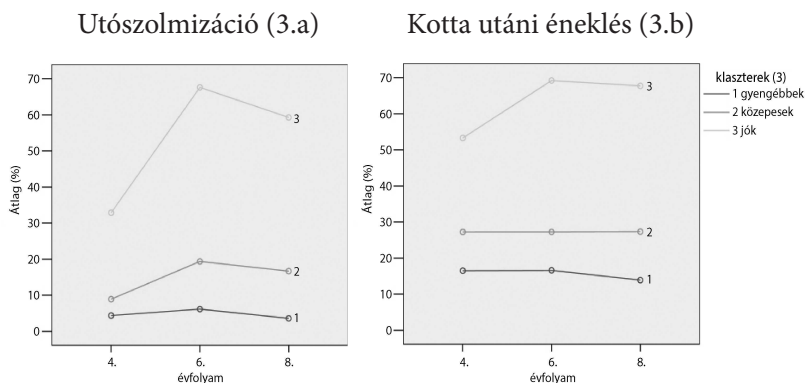 Utószolmizáció (3.a)
Átlag (%)
70
60
50
40
30
20
10
0
3
2
1
4. 6. 8.
évfolyam
Kotta utáni éneklés (3.b)
Átlag (%)
70
60
50
40
30
20
10
0
3
2
1
4. 6. 8.
évfolyam
klaszterek (3)
1 gyengébbek
2 közepesek
3 jók